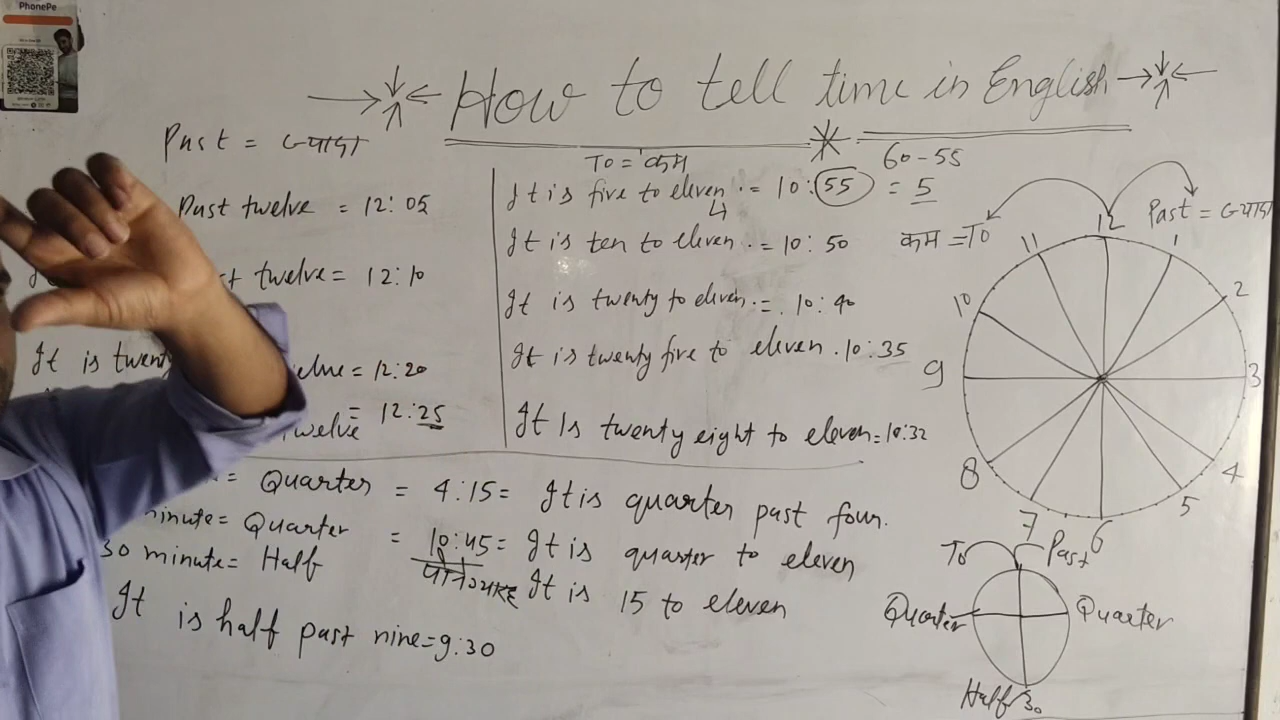 PhonePe
How to tell time in English
Past = ज्यादा
Past twelve = 12:05
t twelve = 12:10
It is twenty
elve = 12:20
twelve = 12:25
To = कम
60-55
It is five to eleven. = 10:55 = 5
It is ten to eleven. = 10:50
It is twenty to eleven. = 10:40
It is twenty five to eleven. 10:35
It Is twenty eight to eleven = 10:32
= Quarter = 4:15 = It is quarter past four.
minute = Quarter = 10:45 = It is quarter to eleven
30 minute = Half
It is 15 to eleven
It is half past nine = 9:30
कम = To
Past = ज्यादा
12
1
2
3
4
5
6
7
8
9
10
11
To Past
Quarter Quarter
Half 30